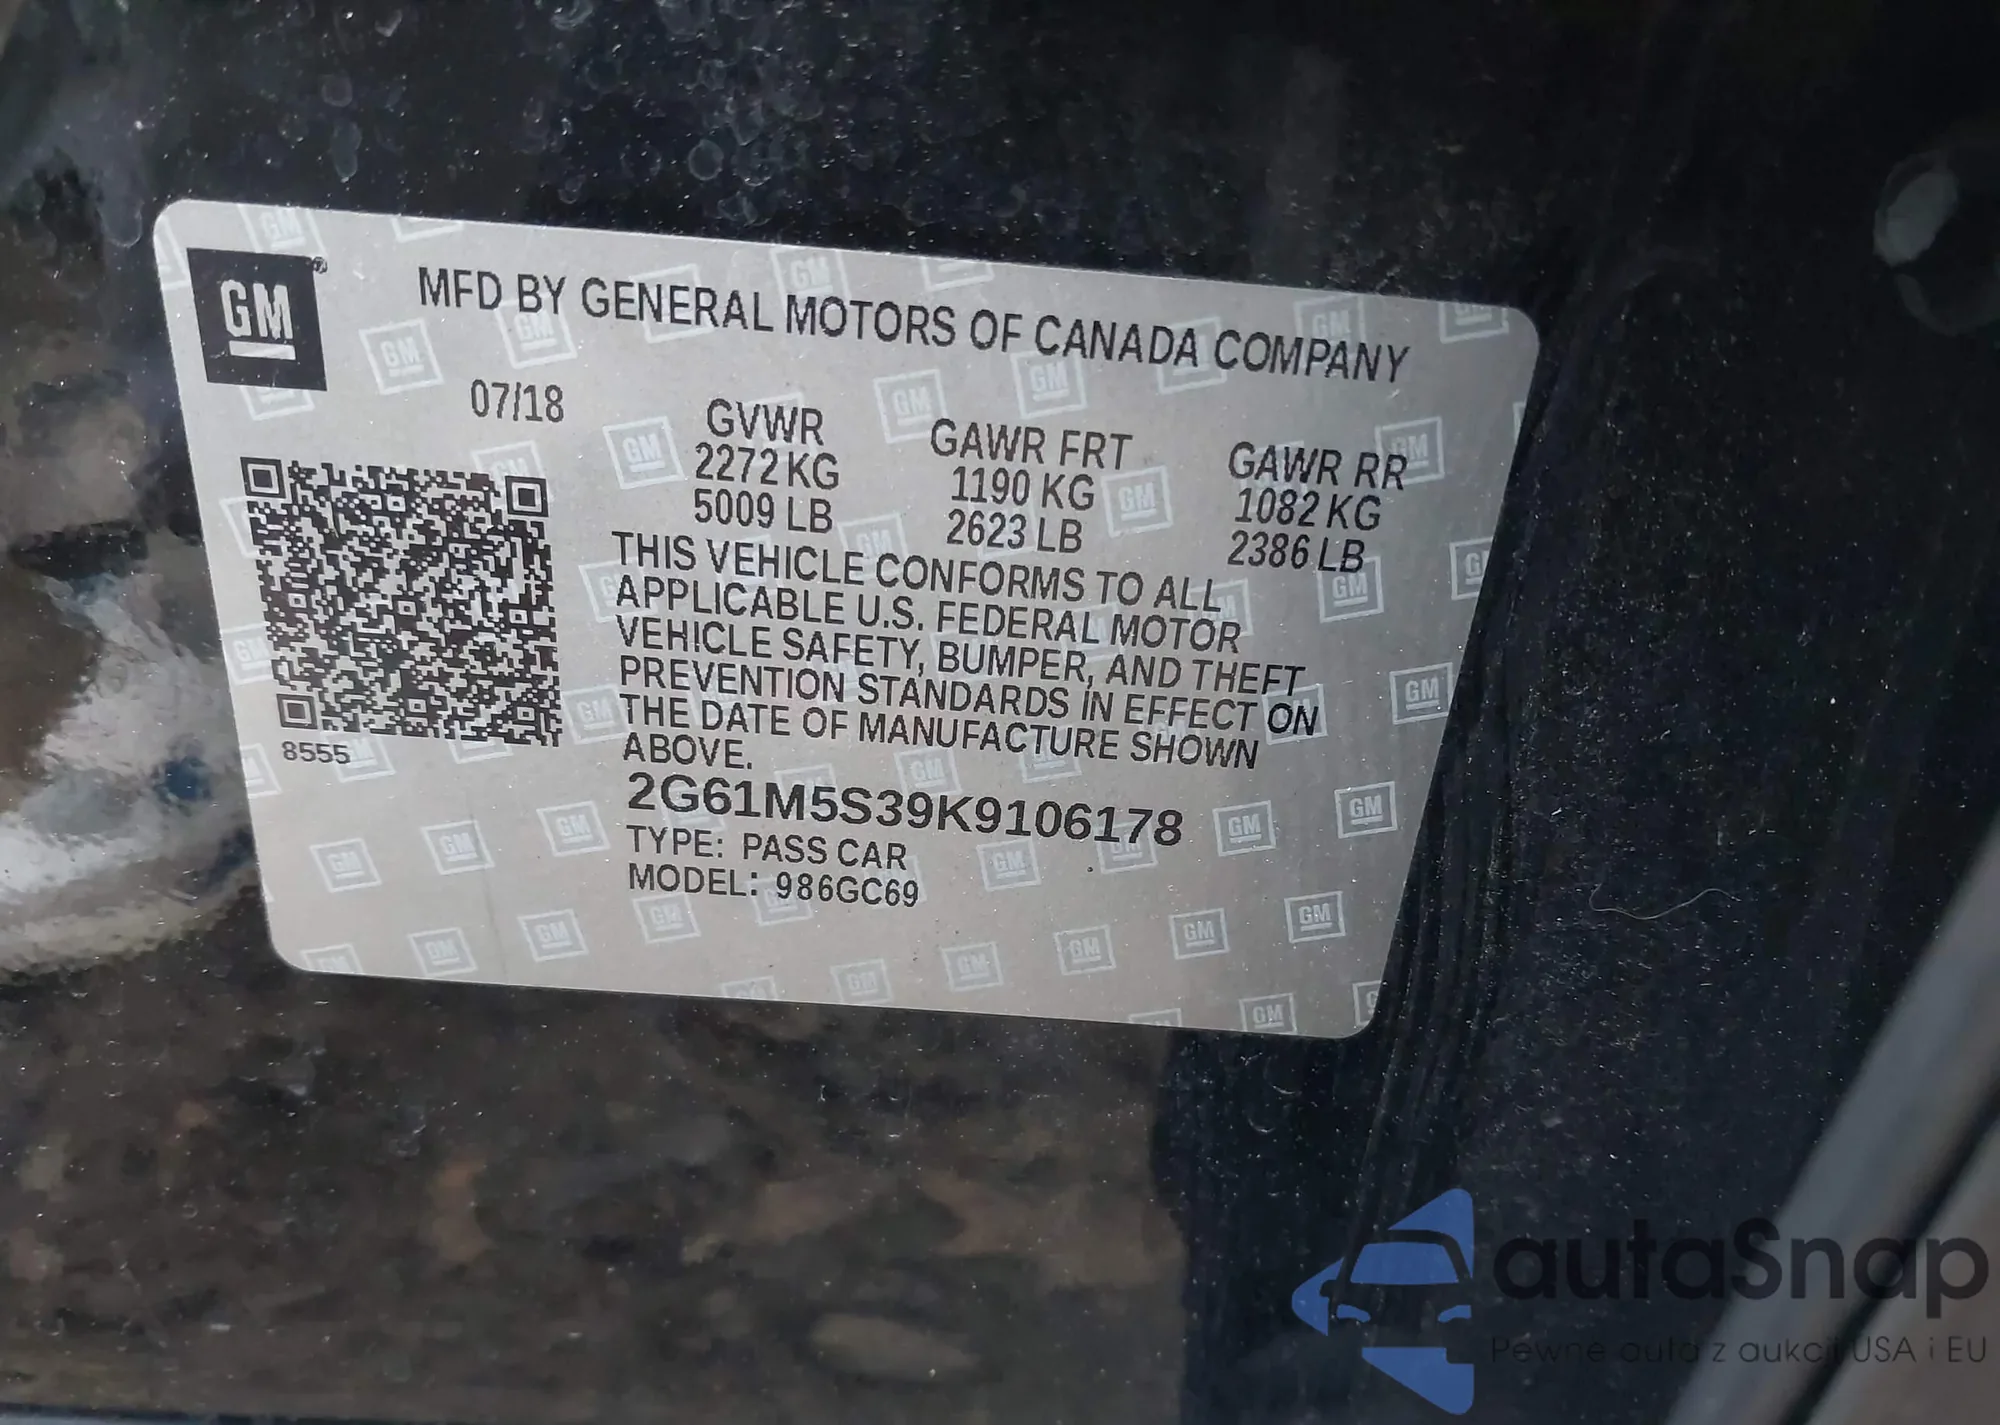 GM
MFD BY GENERAL MOTORS OF CANADA COMPANY
07/18
GVWR
2272 KG
5009 LB
GAWR FRT
1190 KG
2623 LB
GAWR RR
1082 KG
2386 LB
THIS VEHICLE CONFORMS TO ALL
APPLICABLE U.S. FEDERAL MOTOR
VEHICLE SAFETY, BUMPER, AND THEFT
PREVENTION STANDARDS IN EFFECT ON
THE DATE OF MANUFACTURE SHOWN
ABOVE.
8555
2G61M5S39K9106178
TYPE: PASS CAR
MODEL: 986GC69
autaSnap
Pewne auta z aukcji USA i EU